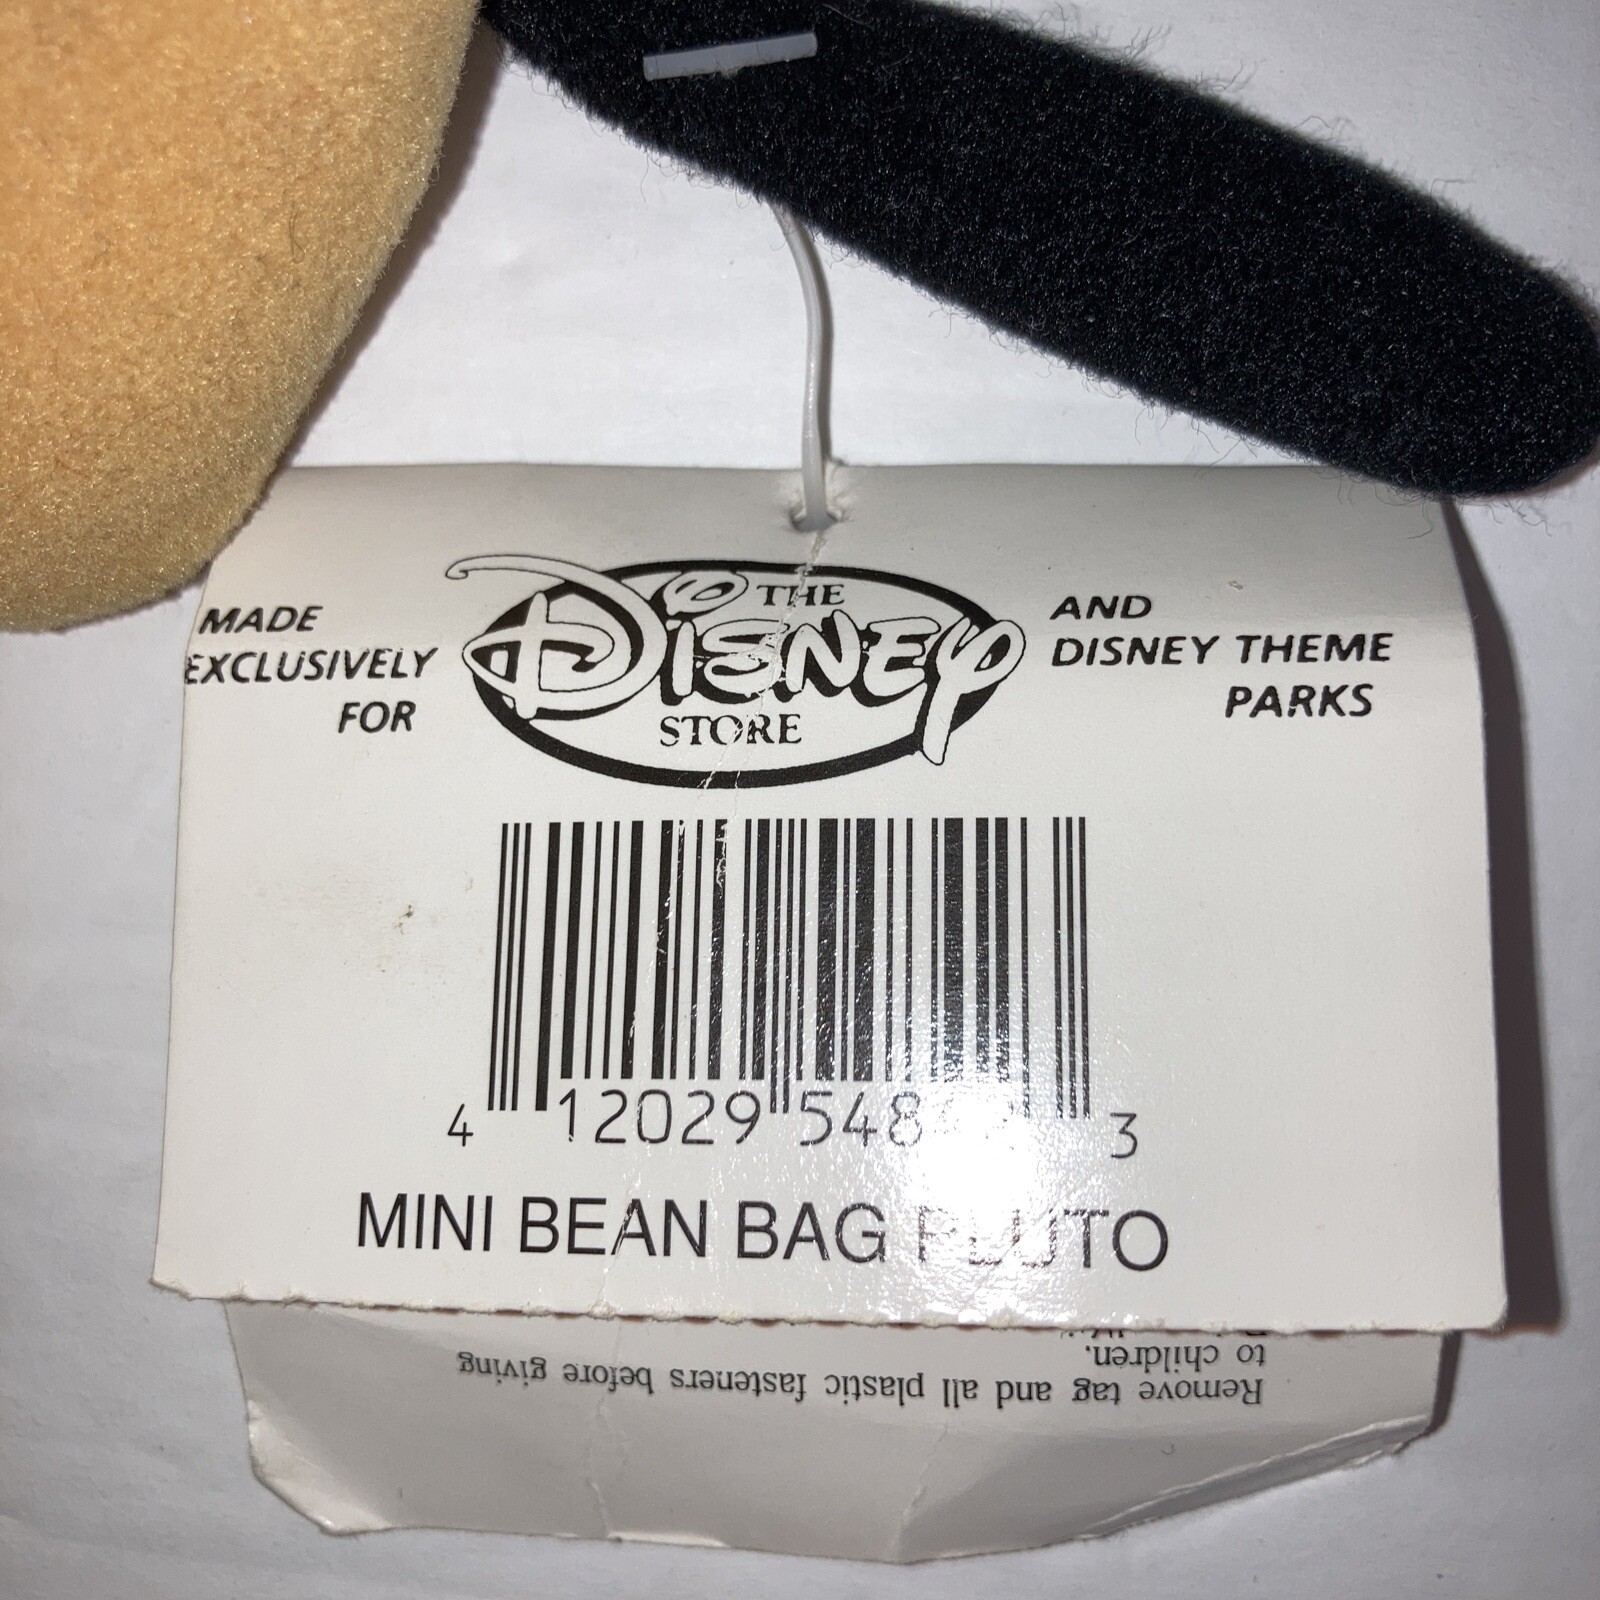 MADE
EXCLUSIVELY
FOR
THE
DISNEY
STORE
AND
DISNEY THEME
PARKS
4 12029 548 3
MINI BEAN BAG PLUTO
Remove tag and all plastic fasteners before giving
to children.